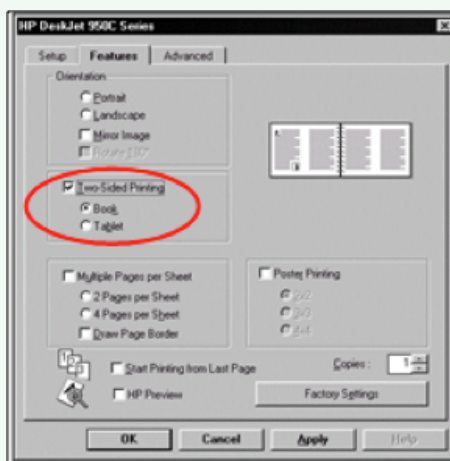 HP DeskJet 950C Series
Setup Features Advanced
Orientation
Portrait
Landscape
Mirror Image
Rotate 180°
Two-Sided Printing
Book
Tablet
Multiple Pages per Sheet
2 Pages per Sheet
4 Pages per Sheet
Draw Page Border
Poster Printing
2x2
3x3
4x4
Start Printing from Last Page
Copies : 1
HP Preview
Factory Settings
OK Cancel Apply Help